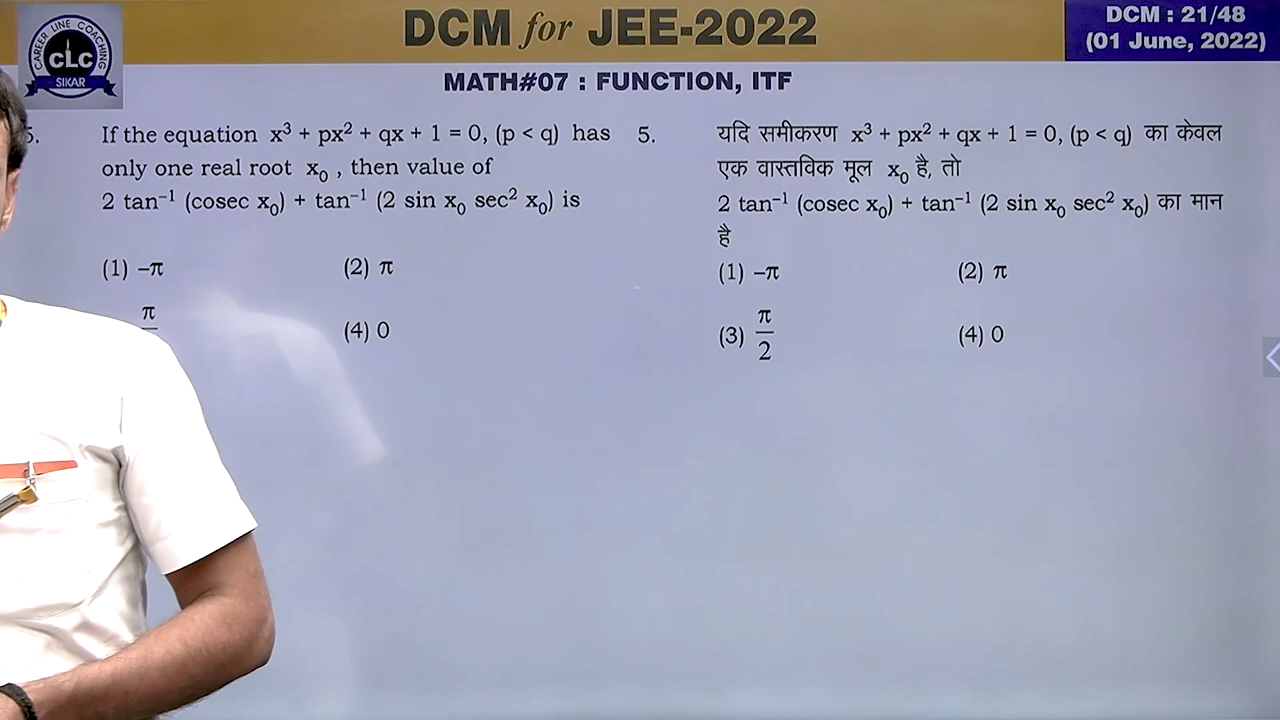 CAREER LINE COACHING
CLC
SIKAR
DCM for JEE-2022
DCM : 21/48
(01 June, 2022)
MATH#07 : FUNCTION, ITF
5. If the equation x³ + px² + qx + 1 = 0, (p < q) has
only one real root x₀ , then value of
2 tan⁻¹ (cosec x₀) + tan⁻¹ (2 sin x₀ sec² x₀) is
(1) –π (2) π
π
(4) 0
5. यदि समीकरण x³ + px² + qx + 1 = 0, (p < q) का केवल
एक वास्तविक मूल x₀ है, तो
2 tan⁻¹ (cosec x₀) + tan⁻¹ (2 sin x₀ sec² x₀) का मान
है
(1) –π (2) π
(3) π/2 (4) 0